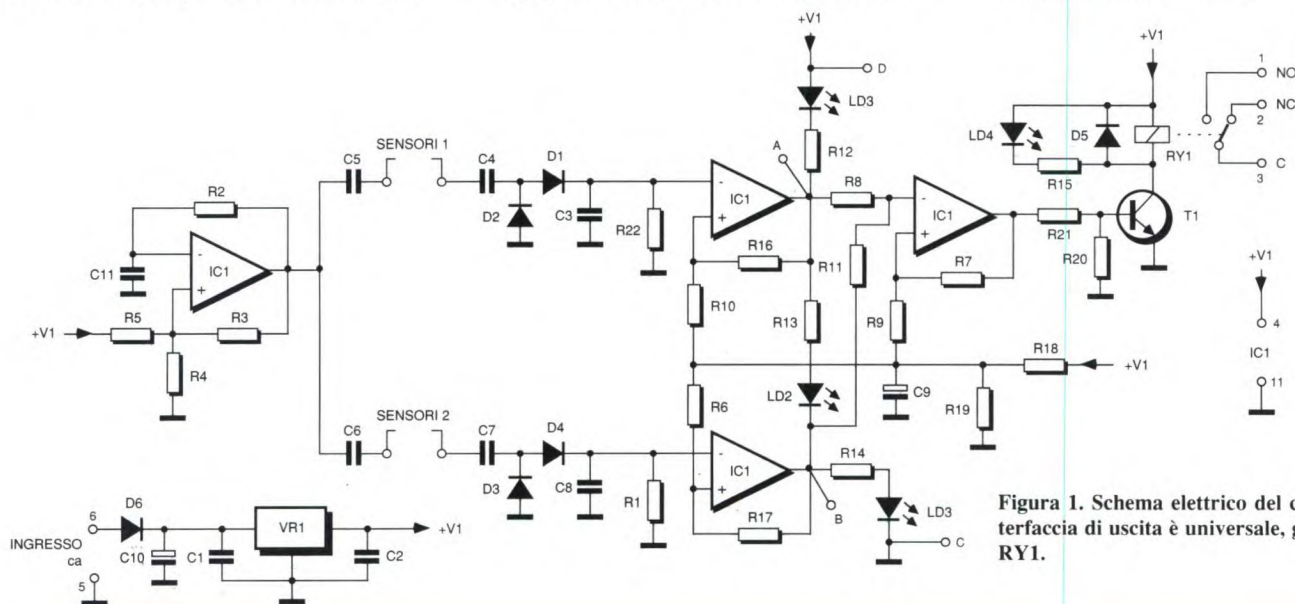 +V1
D
LD3
R12
A
+V1
1
NO
NC
2
C
3
LD4
D5
RY1
R15
R2
C5
SENSORI 1
C4
D1
D2
C3
R22
-
+
IC1
R8
-
+
IC1
R21
T1
R20
-
+
IC1
C11
R16
R11
R7
R10
R13
R9
+V1
R5
R3
R4
R18
+V1
+V1
4
IC1
11
SENSORI 2
C6
C7
D4
D3
C8
R1
R6
LD2
C9
R19
-
+
IC1
R14
LD3
R17
B
C
INGRESSO
ca
6
5
D6
C10
C1
VR1
C2
+V1
Figura 1. Schema elettrico del c
terfaccia di uscita è universale, g
RY1.